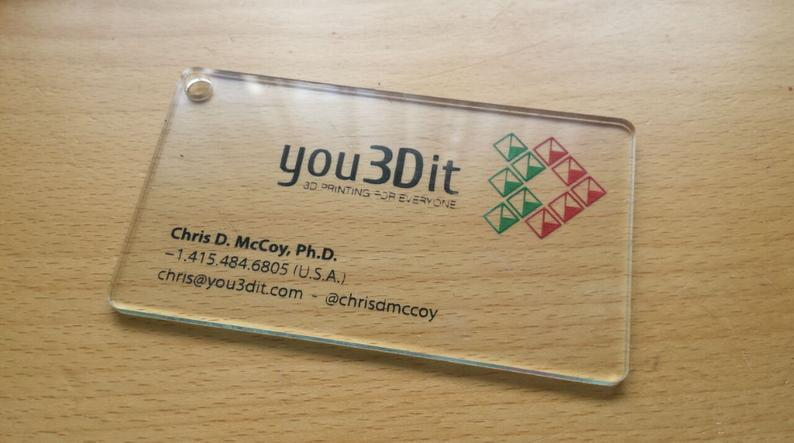 you3Dit
3D PRINTING FOR EVERYONE
Chris D. McCoy, Ph.D.
+1.415.484.6805 (U.S.A.)
chris@you3dit.com - @chrisdmccoy